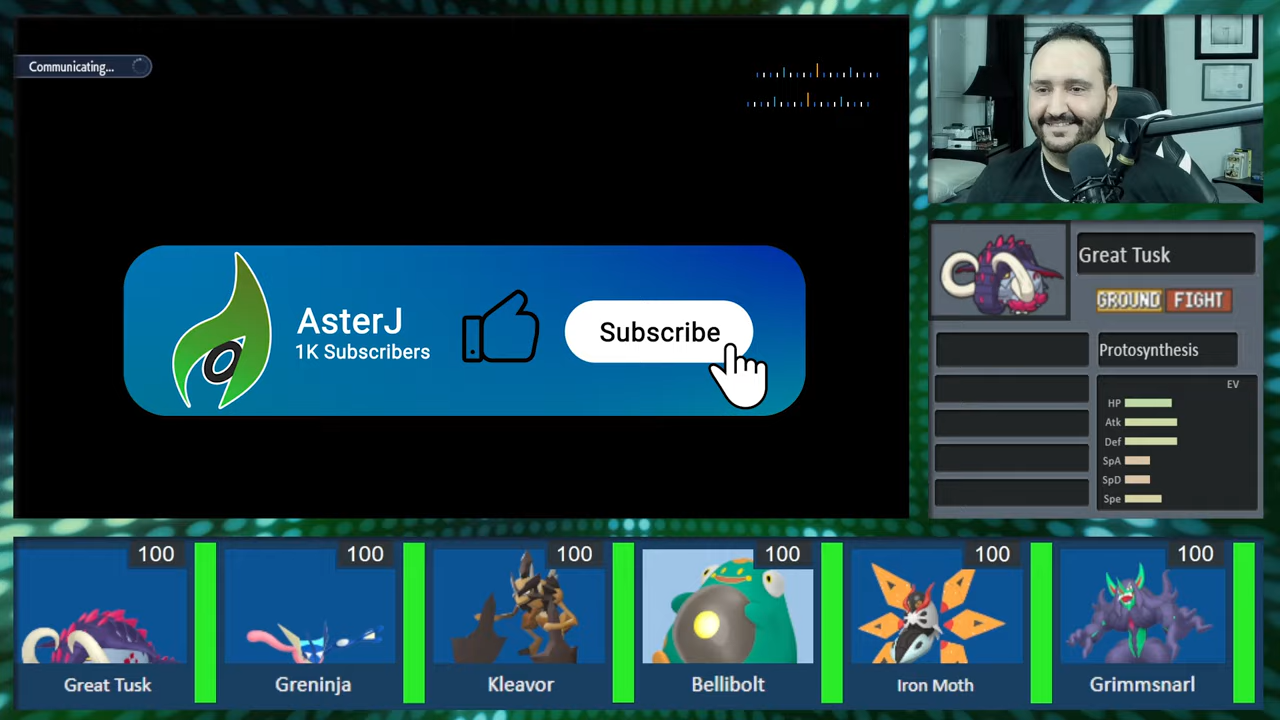 Communicating...
AsterJ
1K Subscribers
Subscribe
Great Tusk
GROUND FIGHT
Protosynthesis
EV
HP
Atk
Def
SpA
SpD
Spe
100
100
100
100
100
100
Great Tusk
Greninja
Kleavor
Bellibolt
Iron Moth
Grimmsnarl